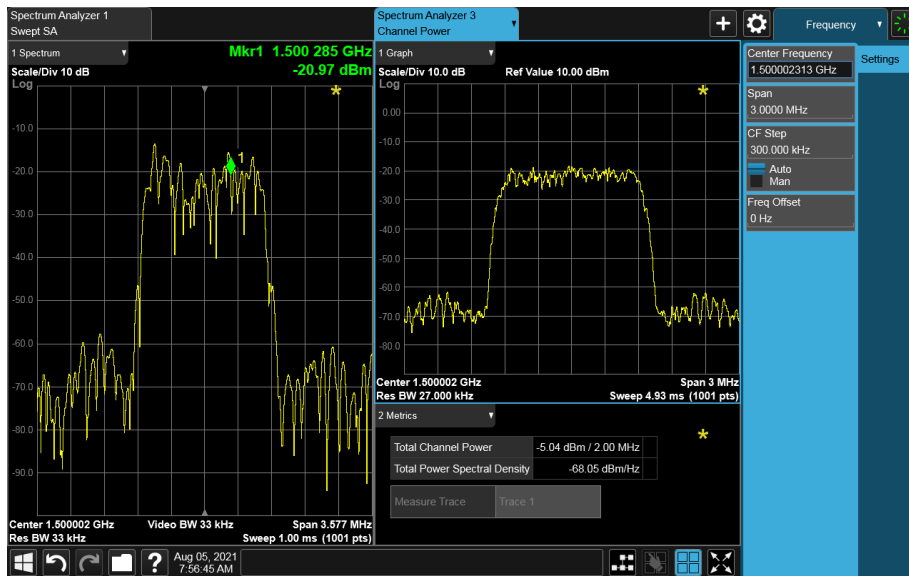 Spectrum Analyzer 1
Swept SA
Spectrum Analyzer 3
Channel Power
Frequency
1 Spectrum
Mkr1 1.500 285 GHz
Scale/Div 10 dB
-20.97 dBm
Log
1
-10.0
-20.0
-30.0
-40.0
-50.0
-60.0
-70.0
-80.0
-90.0
Center 1.500002 GHz
Video BW 33 kHz
Span 3.577 MHz
Res BW 33 kHz
Sweep 1.00 ms (1001 pts)
1 Graph
Scale/Div 10.0 dB
Ref Value 10.00 dBm
Log
0.00
-10.0
-20.0
-30.0
-40.0
-50.0
-60.0
-80.0
Center 1.500002 GHz
Span 3 MHz
Res BW 27.000 kHz
Sweep 4.93 ms (1001 pts)
2 Metrics
Total Channel Power
-5.04 dBm / 2.00 MHz
Total Power Spectral Density
-68.05 dBm/Hz
Measure Trace
Trace 1
Center Frequency
1.500002313 GHz
Settings
Span
3.0000 MHz
CF Step
300.000 kHz
Auto
Man
Freq Offset
0 Hz
?
Aug 05, 2021
7:56:45 AM